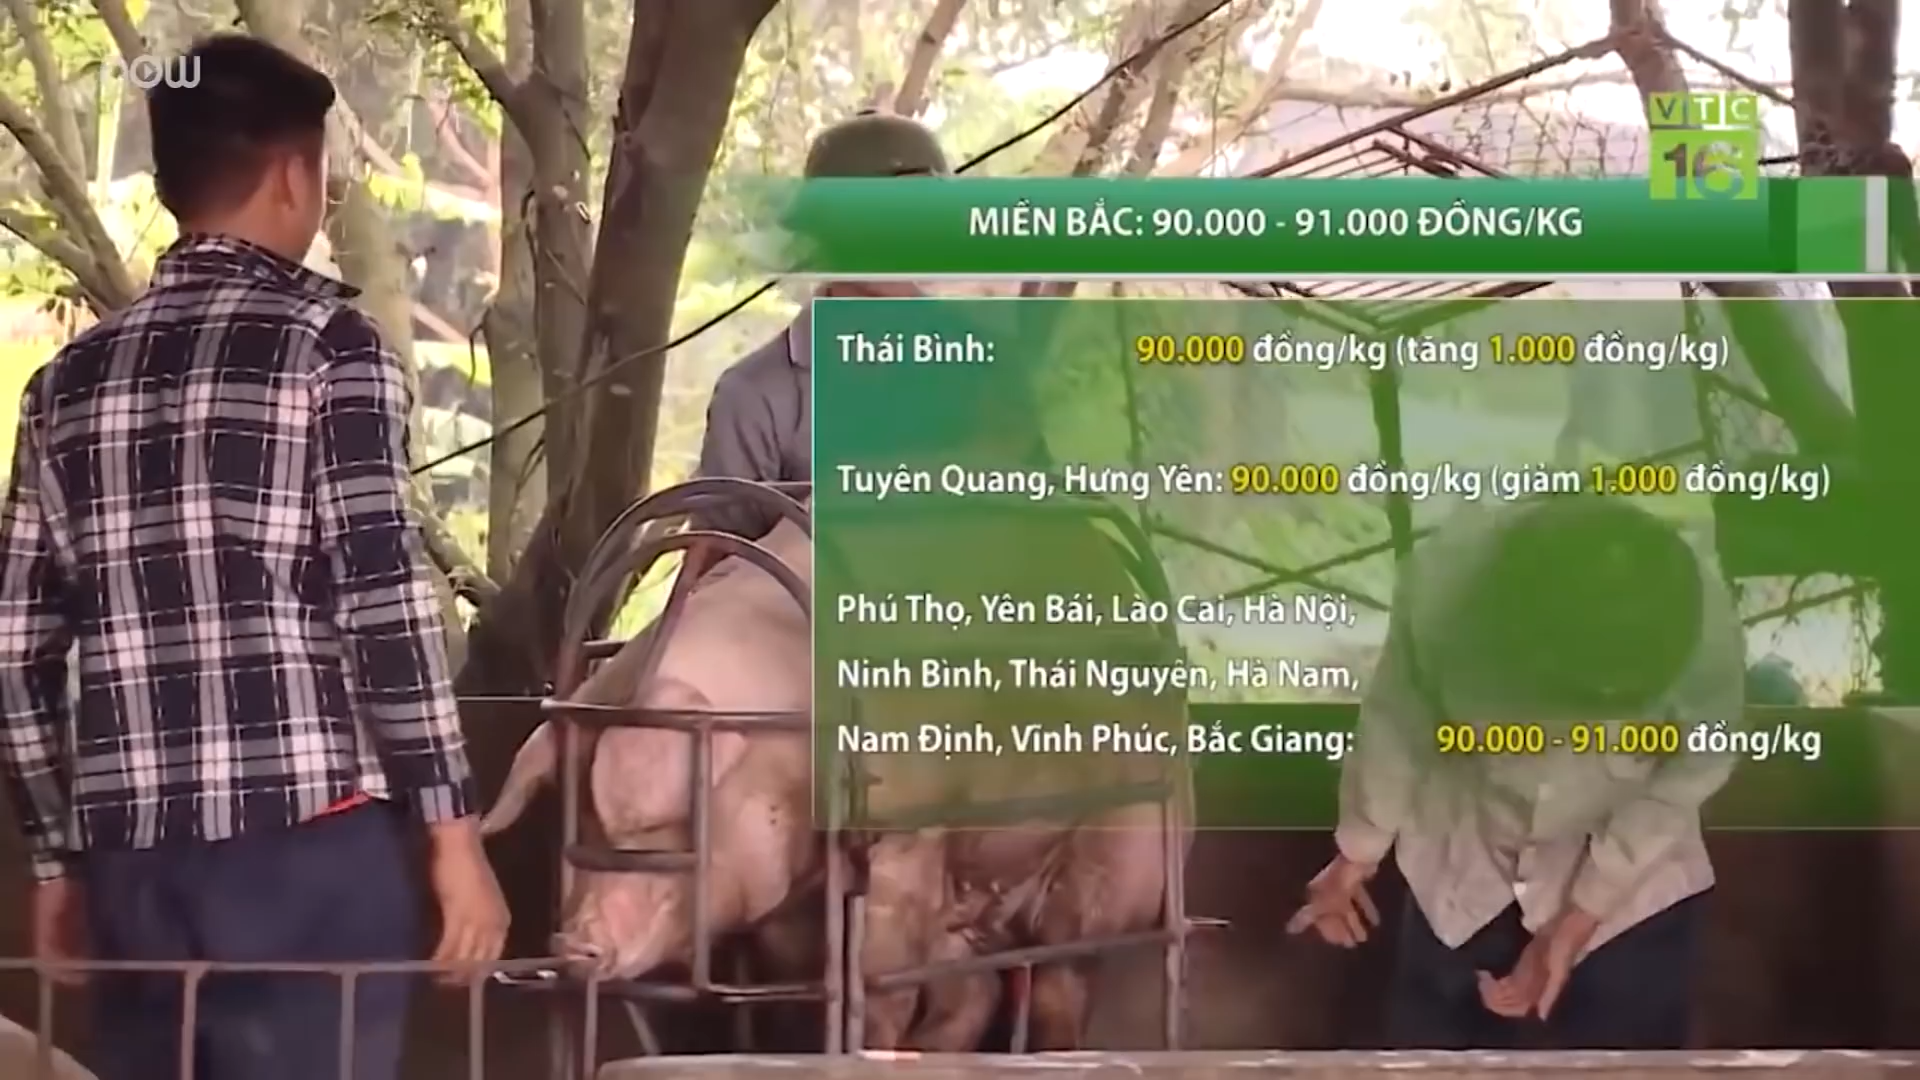 now
VTC
16
MIỀN BẮC: 90.000 - 91.000 ĐỒNG/KG
Thái Bình: 90.000 đồng/kg (tăng 1.000 đồng/kg)
Tuyên Quang, Hưng Yên: 90.000 đồng/kg (giảm 1.000 đồng/kg)
Phú Thọ, Yên Bái, Lào Cai, Hà Nội,
Ninh Bình, Thái Nguyên, Hà Nam,
Nam Định, Vĩnh Phúc, Bắc Giang: 90.000 - 91.000 đồng/kg